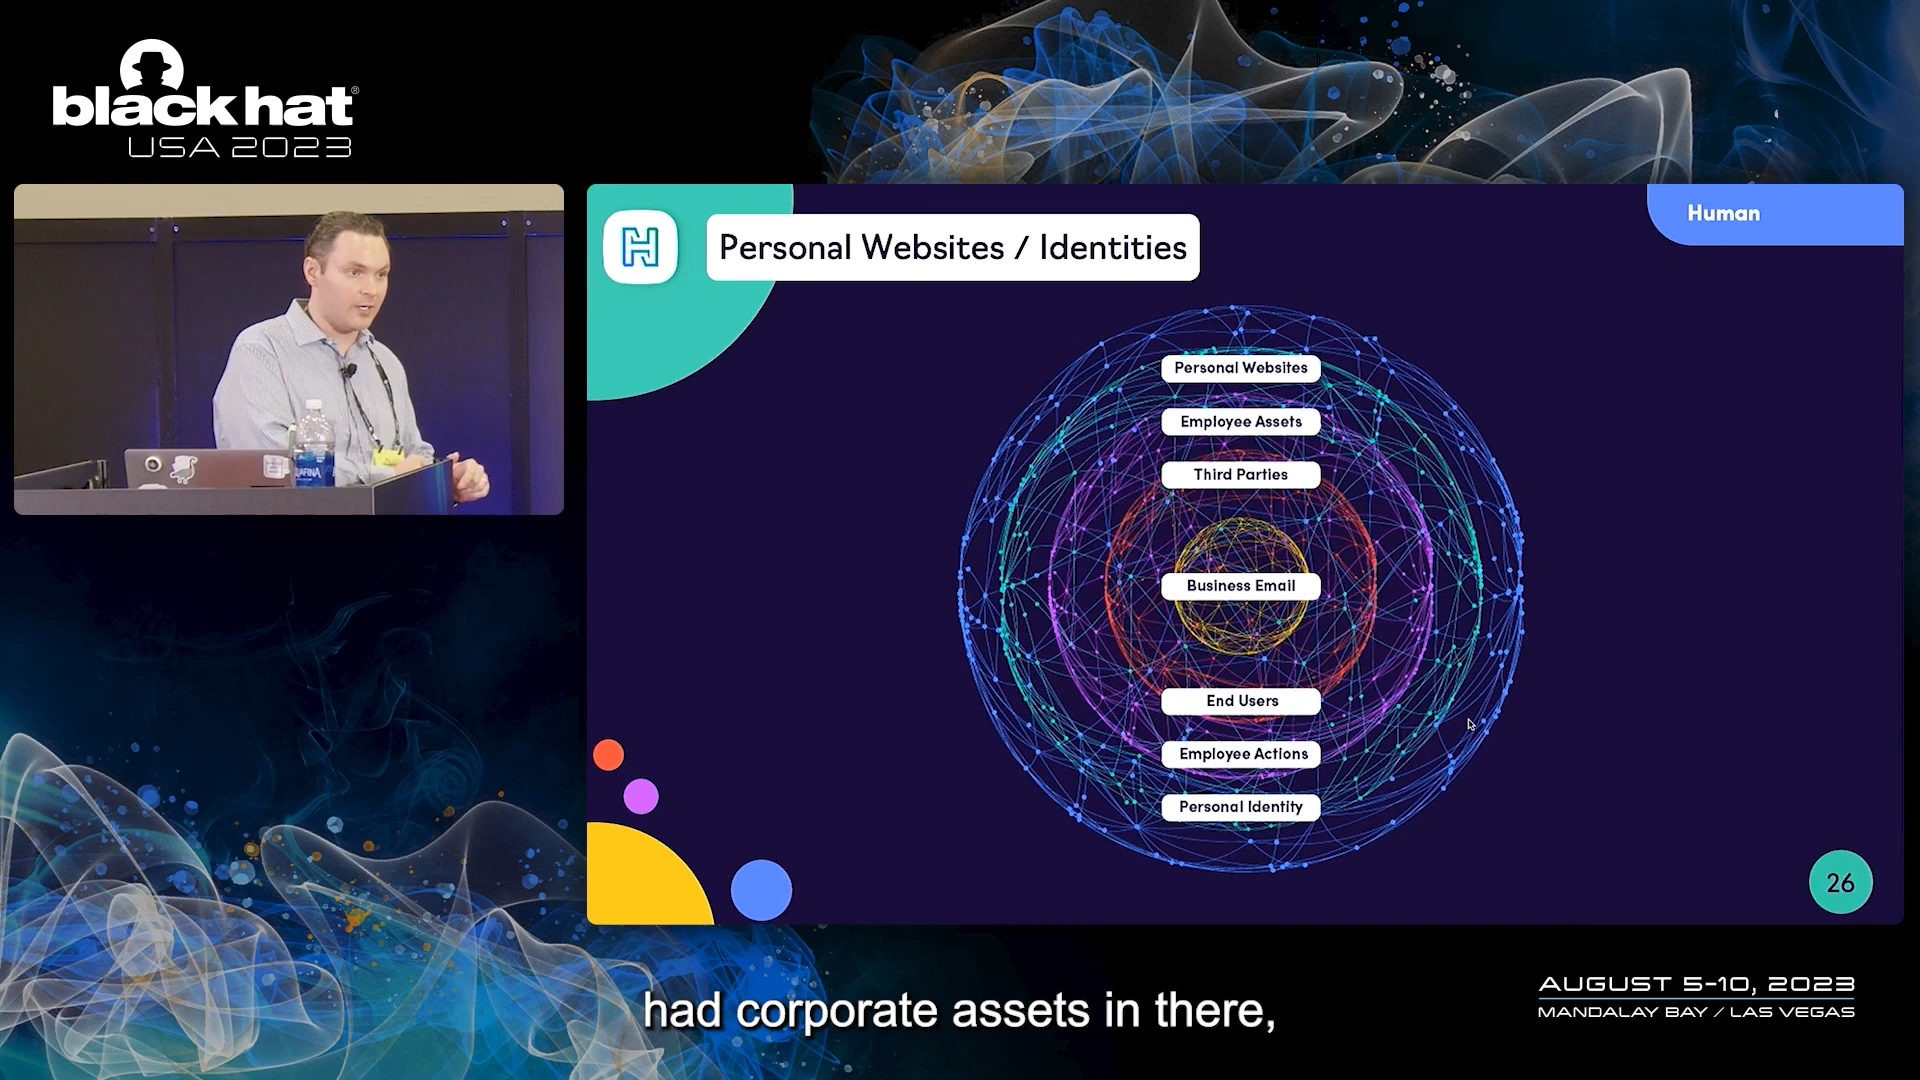 black hat®
USA 2023
Human
Personal Websites / Identities
Personal Websites
Employee Assets
Third Parties
Business Email
End Users
Employee Actions
Personal Identity
26
had corporate assets in there,
AUGUST 5-10, 2023
MANDALAY BAY / LAS VEGAS